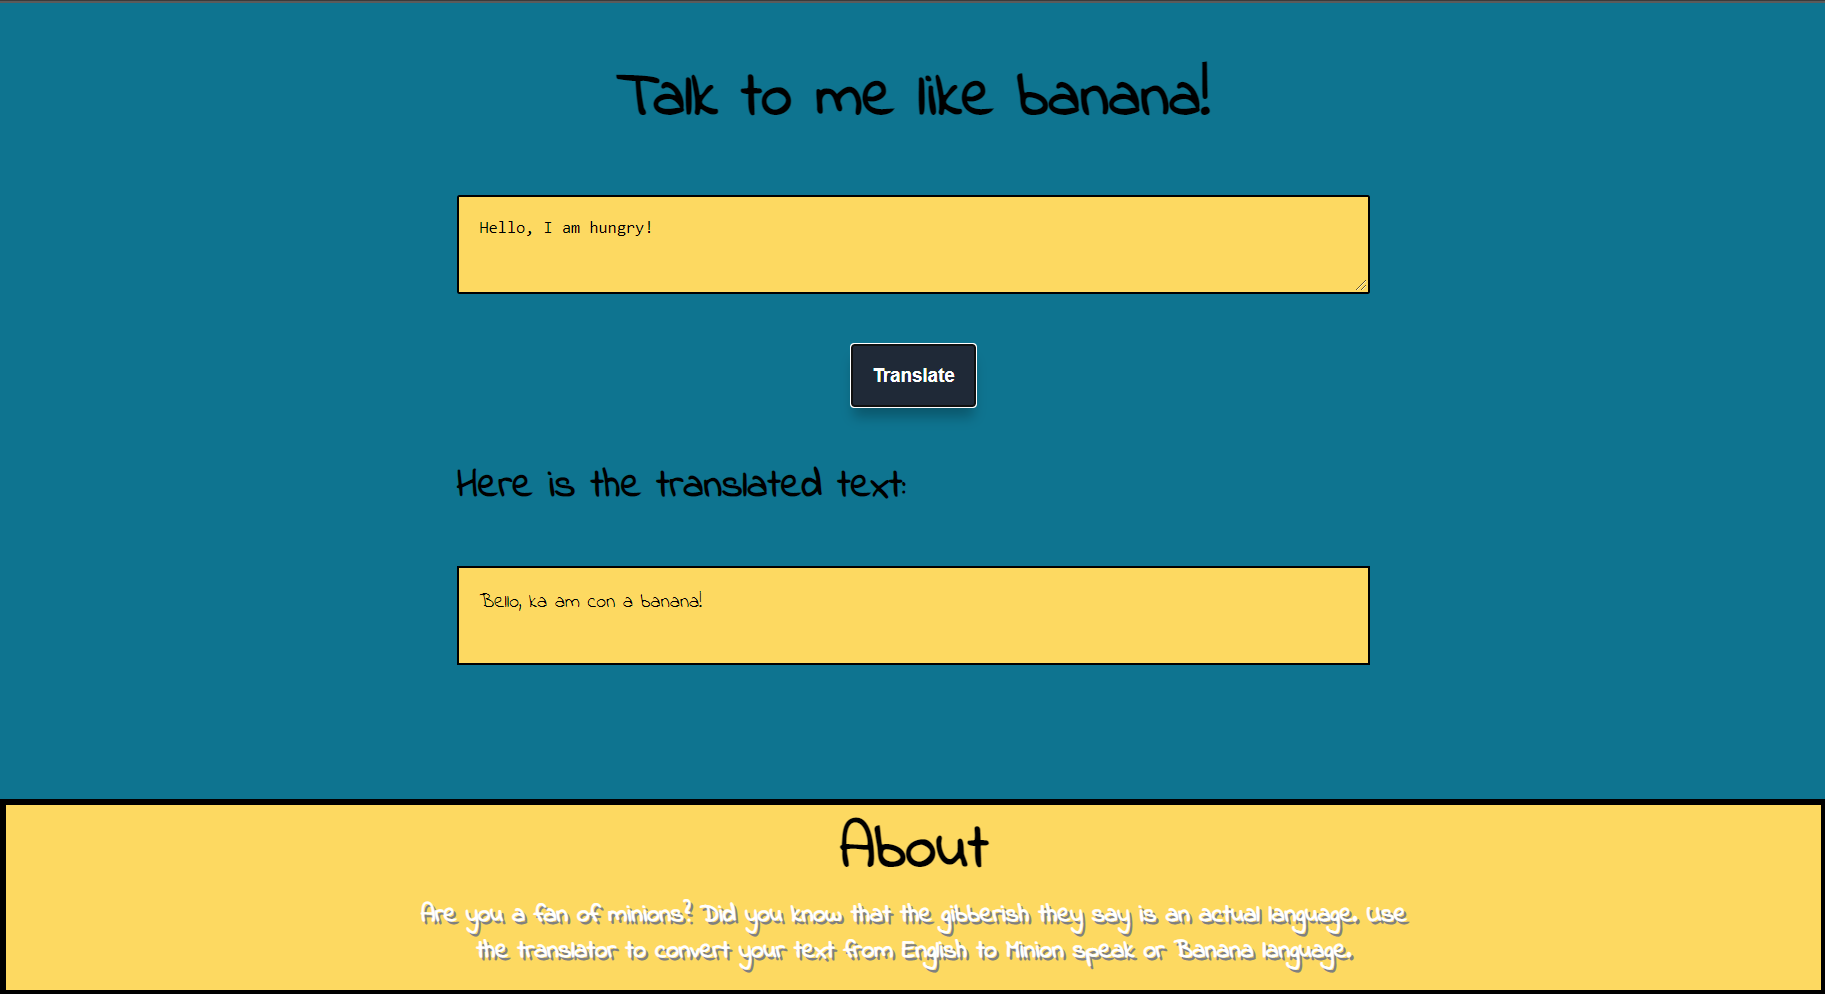 Talk to me like banana!
Hello, I am hungry!
Translate
Here is the translated text:
Bello, ka am con a banana!
About
Are you a fan of minions? Did you know that the gibberish they say is an actual language. Use
the translator to convert your text from English to Minion speak or Banana language.